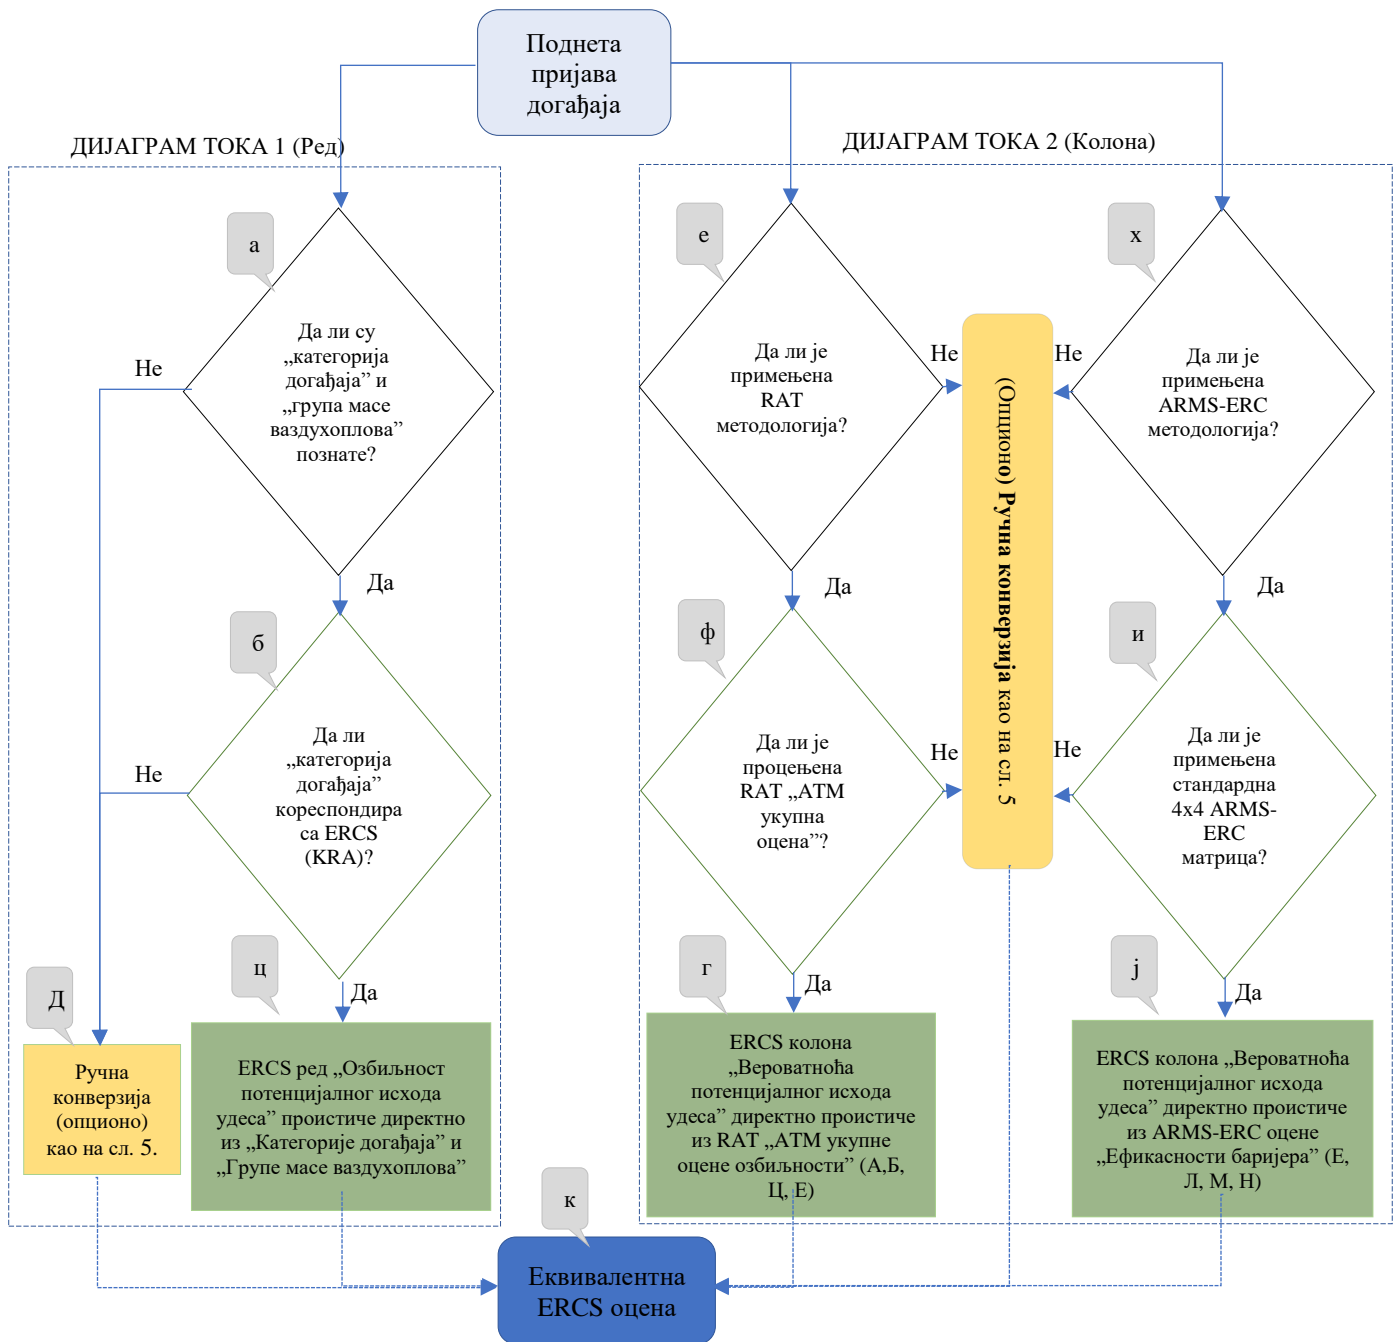 Поднета
пријава
догађаја
ДИЈАГРАМ ТОКА 1 (Ред)
ДИЈАГРАМ ТОКА 2 (Колона)
а
Да ли су
„категорија
догађаја” и
„група масе
ваздухоплова”
познате?
Не
Да
б
Да ли
„категорија
догађаја”
кореспондира
са ERCS
(KRA)?
Не
Да
ц
ERCS ред „Озбиљност
потенцијалног исхода
удеса” проистиче директно
из „Категорије догађаја” и
„Групе масе ваздухоплова”
Д
Ручна
конверзија
(опционо)
као на сл. 5.
е
Да ли је
примењена
RAT
методологија?
Не
Да
ф
Да ли је
процењена
RAT „ATM
укупна
оцена”?
Не
Да
г
ERCS колона
„Вероватноћа
потенцијалног исхода
удеса” директно проистиче
из RAT „ATM укупне
оцене озбиљности” (А,Б,
Ц, Е)
(Опционо) Ручна конверзија као на сл. 5
х
Да ли је
примењена
ARMS-ERC
методологија?
Не
Да
и
Да ли је
примењена
стандардна
4x4 ARMS-
ERC
матрица?
Не
Да
ј
ERCS колона „Вероватноћа
потенцијалног исхода
удеса” директно проистиче
из ARMS-ERC оцене
„Ефикасности баријера” (Е,
Л, М, Н)
к
Еквивалентна
ERCS оцена